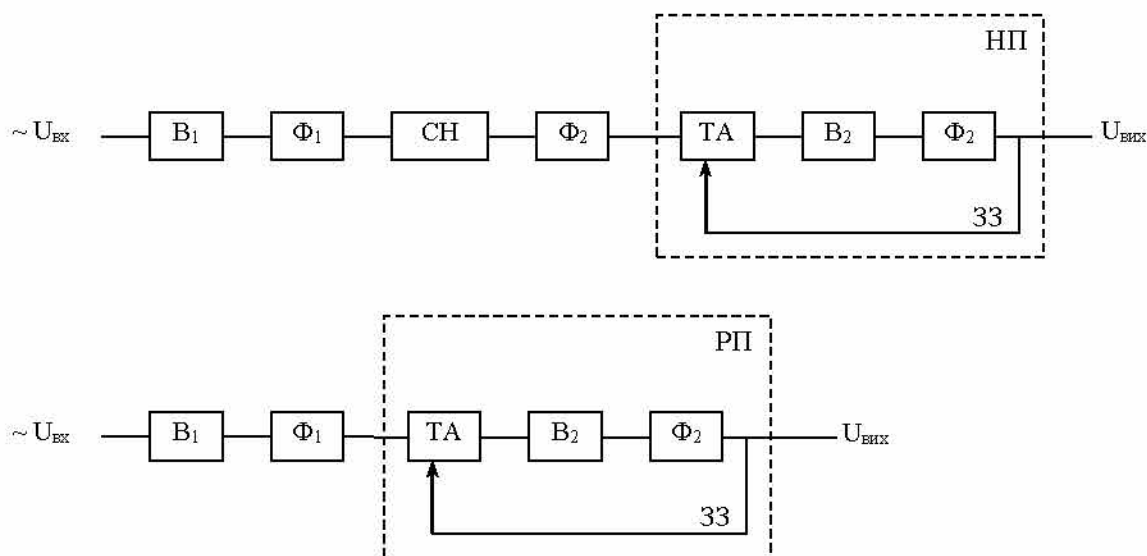 НП
~ Uвх В₁ Ф₁ СН Ф₂ ТА В₂ Ф₂ Uвих
ЗЗ
РП
~ Uвх В₁ Ф₁ ТА В₂ Ф₂ Uвих
ЗЗ